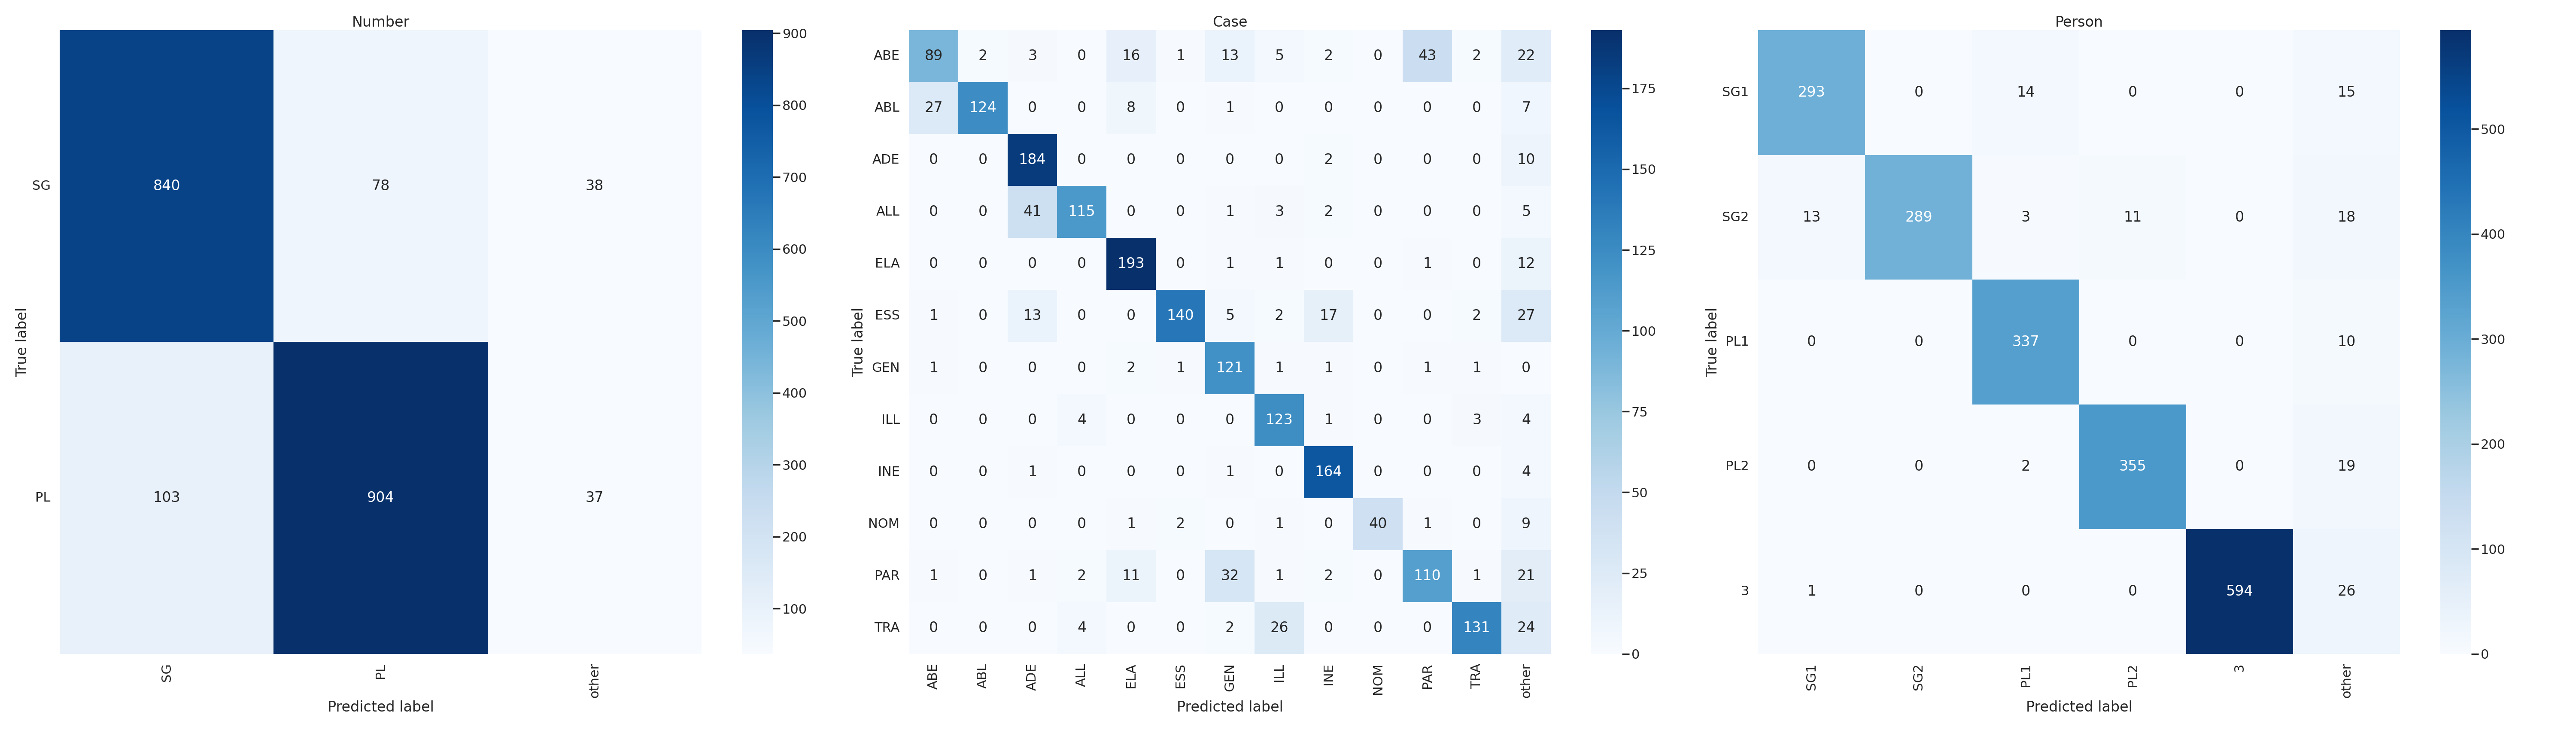 Number
SG 840 78 38
PL 103 904 37
SG PL other
True label
Predicted label
900
800
700
600
500
400
300
200
100
Case
ABE 89 2 3 0 16 1 13 5 2 0 43 2 22
ABL 27 124 0 0 8 0 1 0 0 0 0 0 7
ADE 0 0 184 0 0 0 0 0 2 0 0 0 10
ALL 0 0 41 115 0 0 1 3 2 0 0 0 5
ELA 0 0 0 0 193 0 1 1 0 0 1 0 12
ESS 1 0 13 0 0 140 5 2 17 0 0 2 27
GEN 1 0 0 0 2 1 121 1 1 0 1 1 0
ILL 0 0 0 4 0 0 0 123 1 0 0 3 4
INE 0 0 1 0 0 0 1 0 164 0 0 0 4
NOM 0 0 0 0 1 2 0 1 0 40 1 0 9
PAR 1 0 1 2 11 0 32 1 2 0 110 1 21
TRA 0 0 0 4 0 0 2 26 0 0 0 131 24
ABE ABL ADE ALL ELA ESS GEN ILL INE NOM PAR TRA other
True label
Predicted label
175
150
125
100
75
50
25
0
Person
SG1 293 0 14 0 0 15
SG2 13 289 3 11 0 18
PL1 0 0 337 0 0 10
PL2 0 0 2 355 0 19
3 1 0 0 0 594 26
SG1 SG2 PL1 PL2 3 other
True label
Predicted label
500
400
300
200
100
0